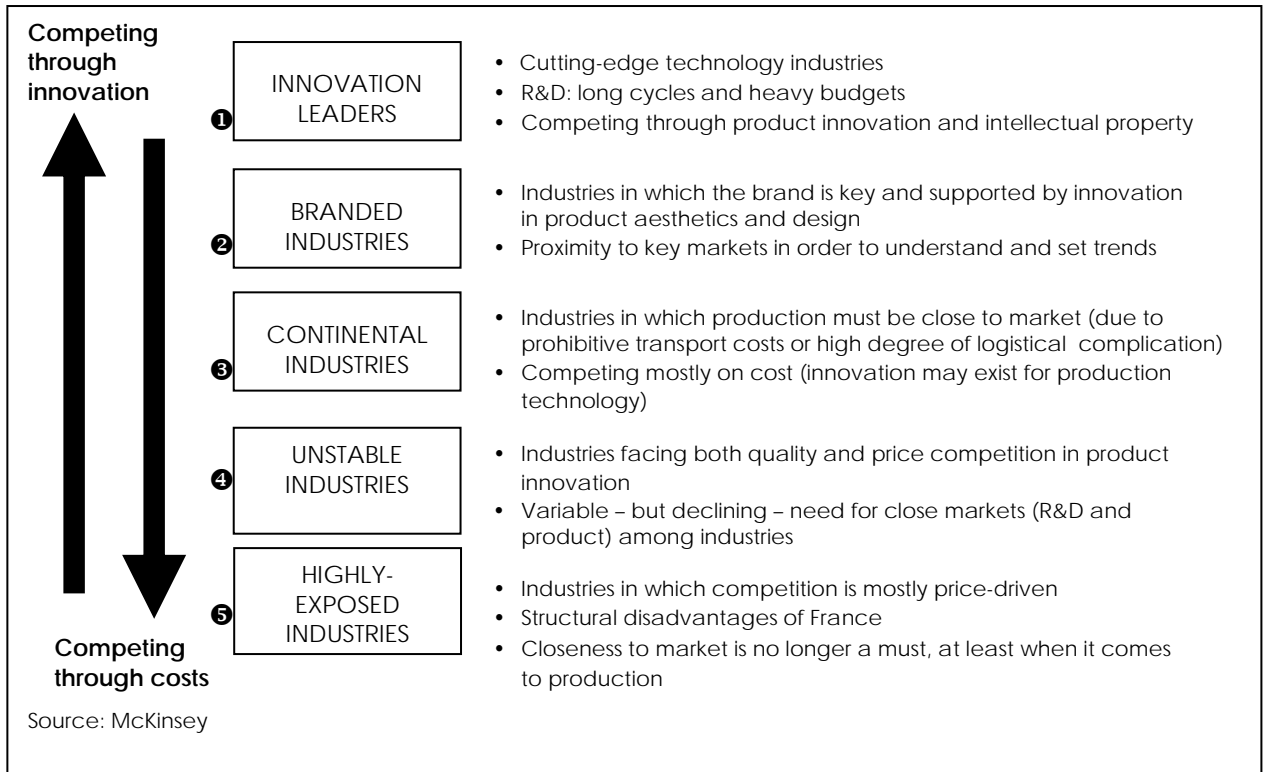 Competing
through
innovation
❶
INNOVATION
LEADERS
• Cutting-edge technology industries
• R&D: long cycles and heavy budgets
• Competing through product innovation and intellectual property
❷
BRANDED
INDUSTRIES
• Industries in which the brand is key and supported by innovation
in product aesthetics and design
• Proximity to key markets in order to understand and set trends
❸
CONTINENTAL
INDUSTRIES
• Industries in which production must be close to market (due to
prohibitive transport costs or high degree of logistical complication)
• Competing mostly on cost (innovation may exist for production
technology)
❹
UNSTABLE
INDUSTRIES
• Industries facing both quality and price competition in product
innovation
• Variable – but declining – need for close markets (R&D and
product) among industries
❺
HIGHLY-
EXPOSED
INDUSTRIES
• Industries in which competition is mostly price-driven
• Structural disadvantages of France
• Closeness to market is no longer a must, at least when it comes
to production
Competing
through costs
Source: McKinsey